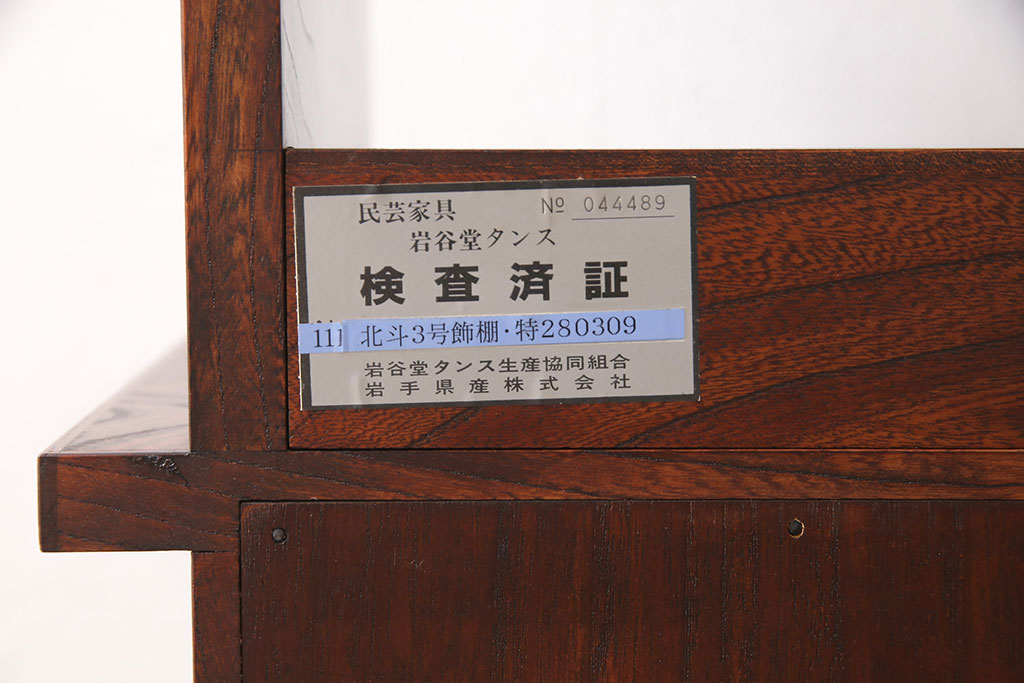 民芸家具 № 044489
岩谷堂タンス
検査済証
111 北斗3号飾棚・特280309
岩谷堂タンス生産協同組合
岩手県産株式会社